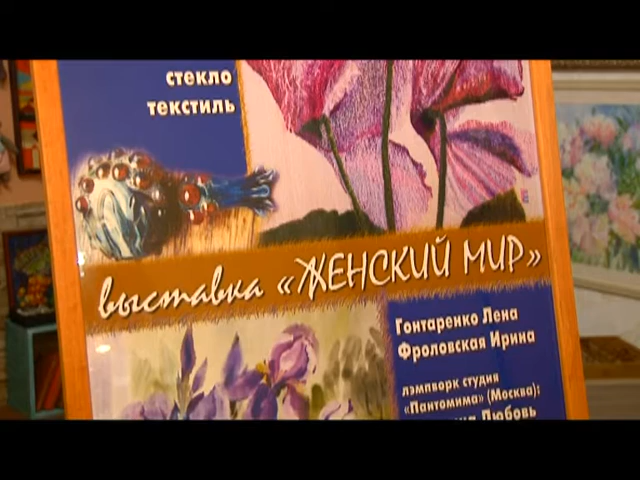 стекло
текстиль
выставка «ЖЕНСКИЙ МИР»
Гонтаренко Лена
Фроловская Ирина
лэмпворк студия
«Пантомима» (Москва):
Любовь